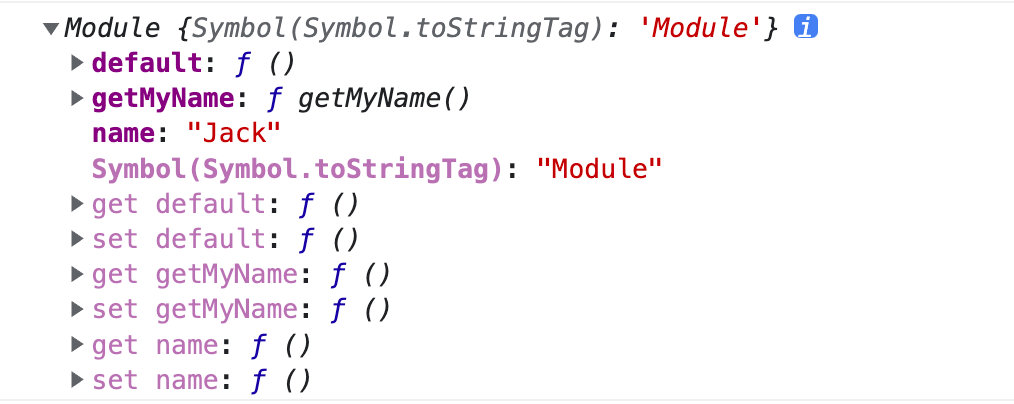 Module {Symbol(Symbol.toStringTag): 'Module'} i
default: ƒ ()
getMyName: ƒ getMyName()
name: "Jack"
Symbol(Symbol.toStringTag): "Module"
get default: ƒ ()
set default: ƒ ()
get getMyName: ƒ ()
set getMyName: ƒ ()
get name: ƒ ()
set name: ƒ ()